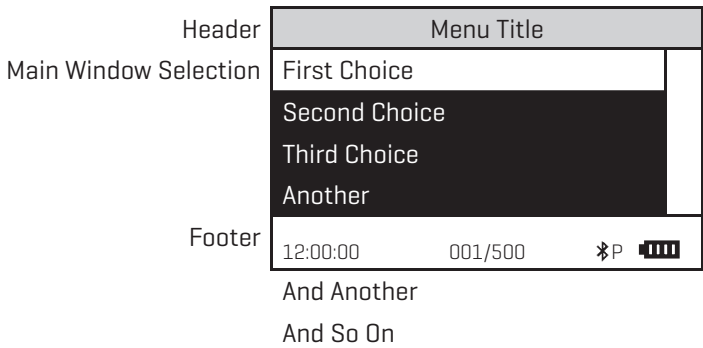 Header Menu Title
Main Window Selection First Choice
Second Choice
Third Choice
Another
Footer 12:00:00 001/500 P
And Another
And So On